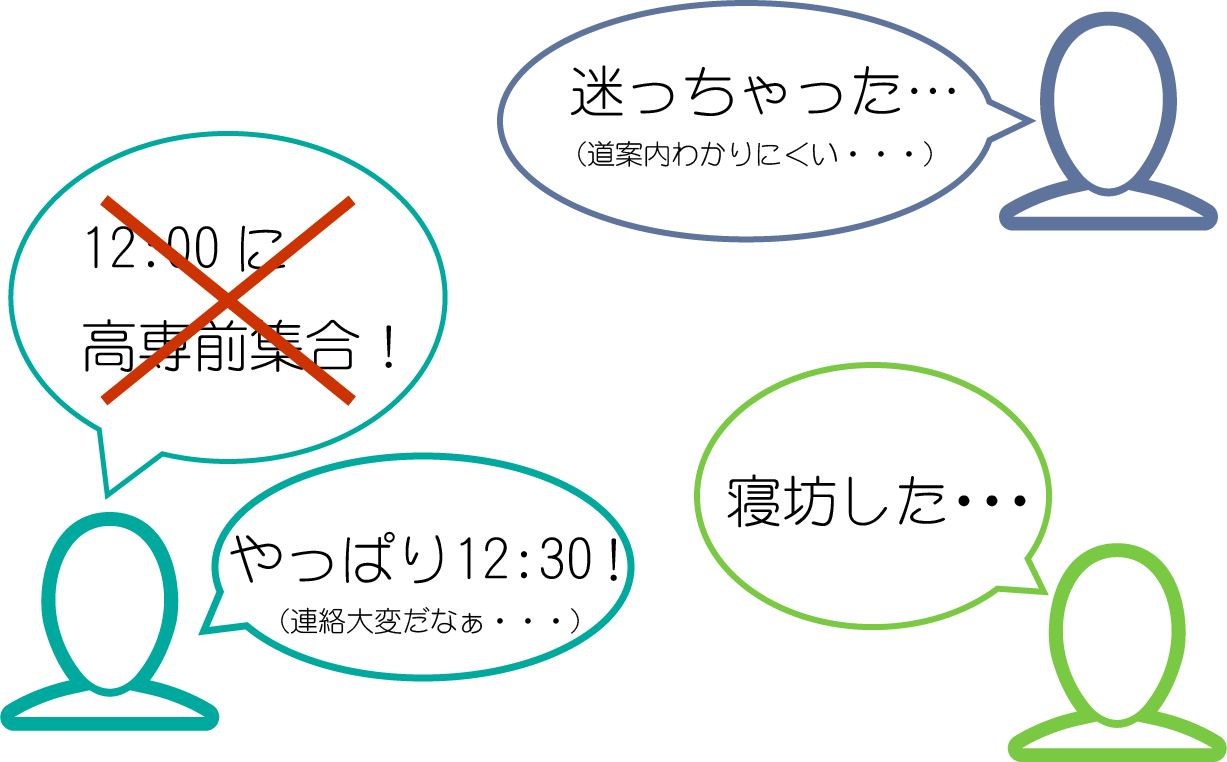 迷っちゃった…
（道案内わかりにくい・・・）
12:00に
高専前集合！
やっぱり12:30！
（連絡大変だなぁ・・・）
寝坊した・・・